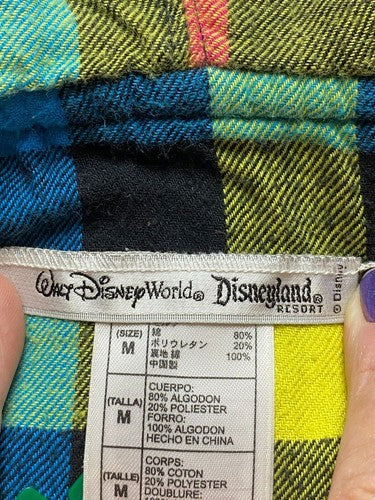 Walt Disney World® Disneyland®
RESORT
© Disney
(SIZE)
M
綿 80%
ポリウレタン 20%
裏地 綿 100%
中国製
(TALLA)
M
CUERPO:
80% ALGODON
20% POLIESTER
FORRO:
100% ALGODON
HECHO EN CHINA
(TAILLE)
M
CORPS:
80% COTON
20% POLYESTER
DOUBLURE: